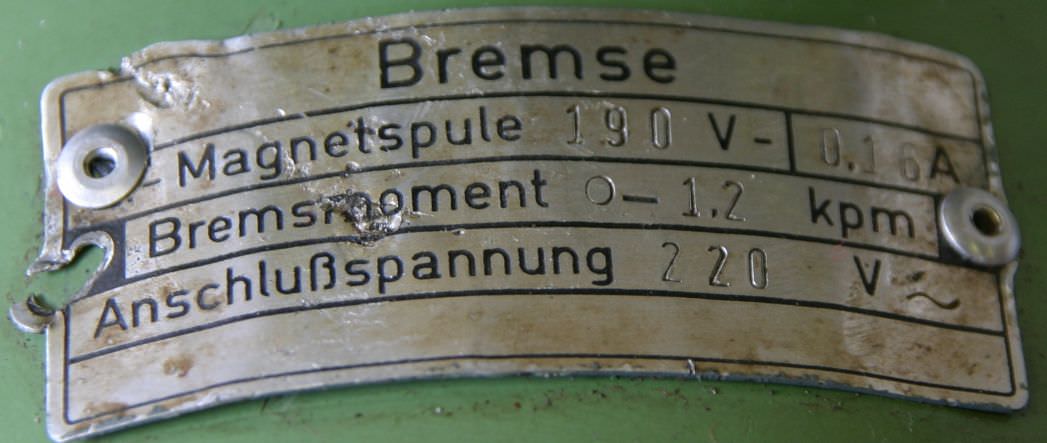 Bremse
Magnetspule 190 V- 0.16A
Bremsmoment 0-1.2 kpm
Anschlußspannung 220 V~